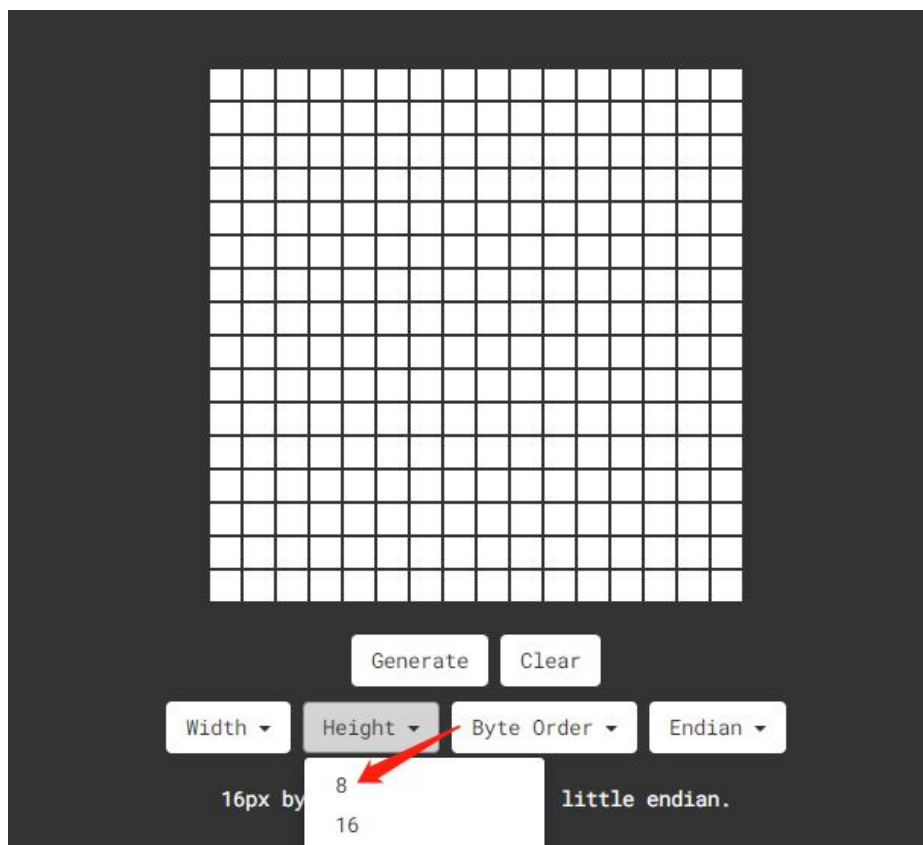 Generate Clear
Width Height Byte Order Endian
8
16px by little endian.
16